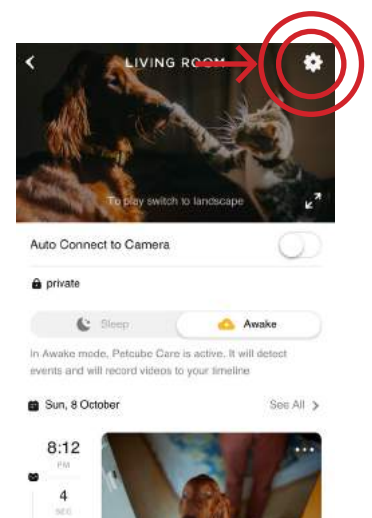 LIVING ROOM
To play switch to landscape
Auto Connect to Camera
private
Sleep
Awake
In Awake mode, Petcube Care is active. It will detect
events and will record videos to your timeline
Sun, 8 October
See All
8:12
PM
4
SEC